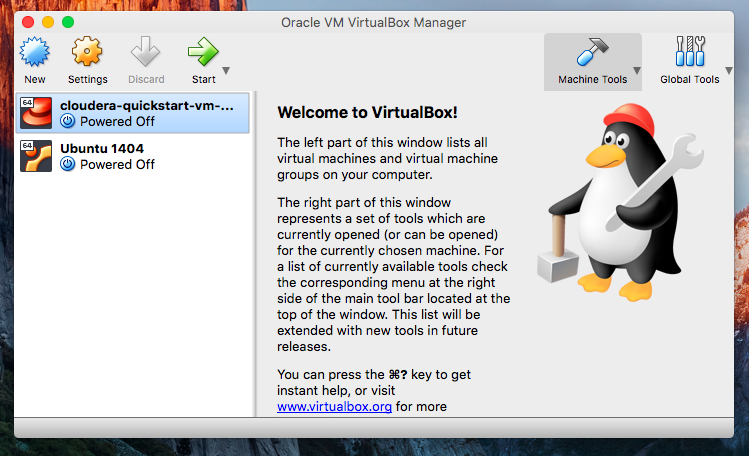 Oracle VM VirtualBox Manager
New
Settings
Discard
Start
Machine Tools
Global Tools
64
cloudera-quickstart-vm-...
Powered Off
64
Ubuntu 1404
Powered Off
Welcome to VirtualBox!
The left part of this window lists all
virtual machines and virtual machine
groups on your computer.
The right part of this window
represents a set of tools which are
currently opened (or can be opened)
for the currently chosen machine. For
a list of currently available tools check
the corresponding menu at the right
side of the main tool bar located at the
top of the window. This list will be
extended with new tools in future
releases.
You can press the ⌘? key to get
instant help, or visit
www.virtualbox.org for more